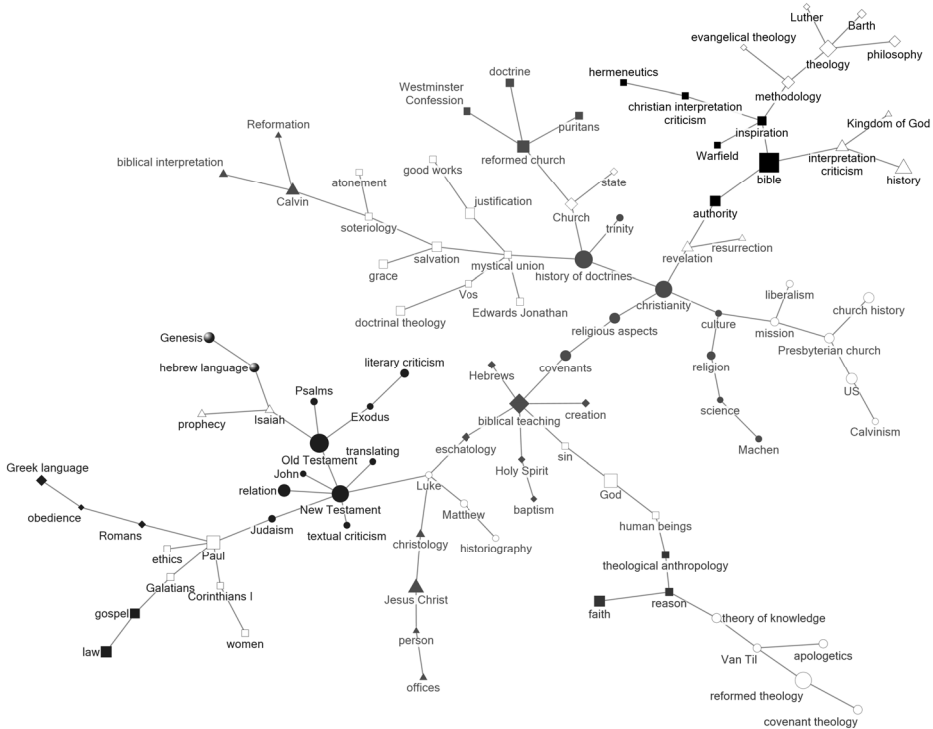 Luther
Barth
evangelical theology
philosophy
theology
doctrine
hermeneutics
methodology
Westminster
Confession
christian interpretation
criticism
Kingdom of God
Reformation
puritans
inspiration
biblical interpretation
reformed church
Warfield
interpretation
criticism
good works
bible
history
atonement
state
Calvin
justification
Church
authority
soteriology
trinity
resurrection
salvation
mystical union
history of doctrines
revelation
grace
Vos
christianity
liberalism
church history
doctrinal theology
Edwards Jonathan
religious aspects
culture
mission
Genesis
Presbyterian church
hebrew language
literary criticism
covenants
religion
Hebrews
US
Psalms
prophecy
Isaiah
Exodus
biblical teaching
creation
science
Calvinism
translating
eschalology
Machen
Old Testament
sin
Greek language
John
Holy Spirit
relation
Luke
God
New Testament
Matthew
baptism
obedience
Romans
Judaism
textual criticism
human beings
christology
historiography
ethics
Paul
theological anthropology
Galatians
Corinthians I
Jesus Christ
reason
gospel
faith
theory of knowledge
law
women
person
Van Til
apologetics
offices
reformed theology
covenant theology